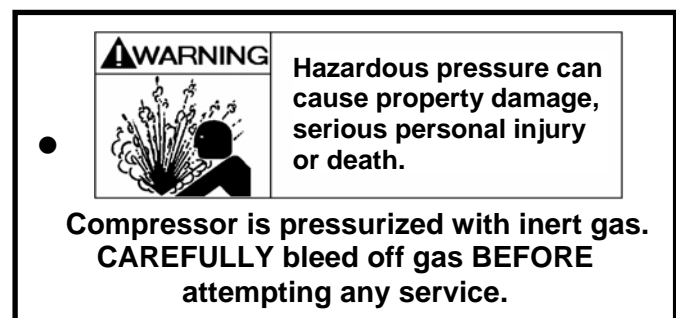 WARNING
Hazardous pressure can
cause property damage,
serious personal injury
or death.
Compressor is pressurized with inert gas.
CAREFULLY bleed off gas BEFORE
attempting any service.